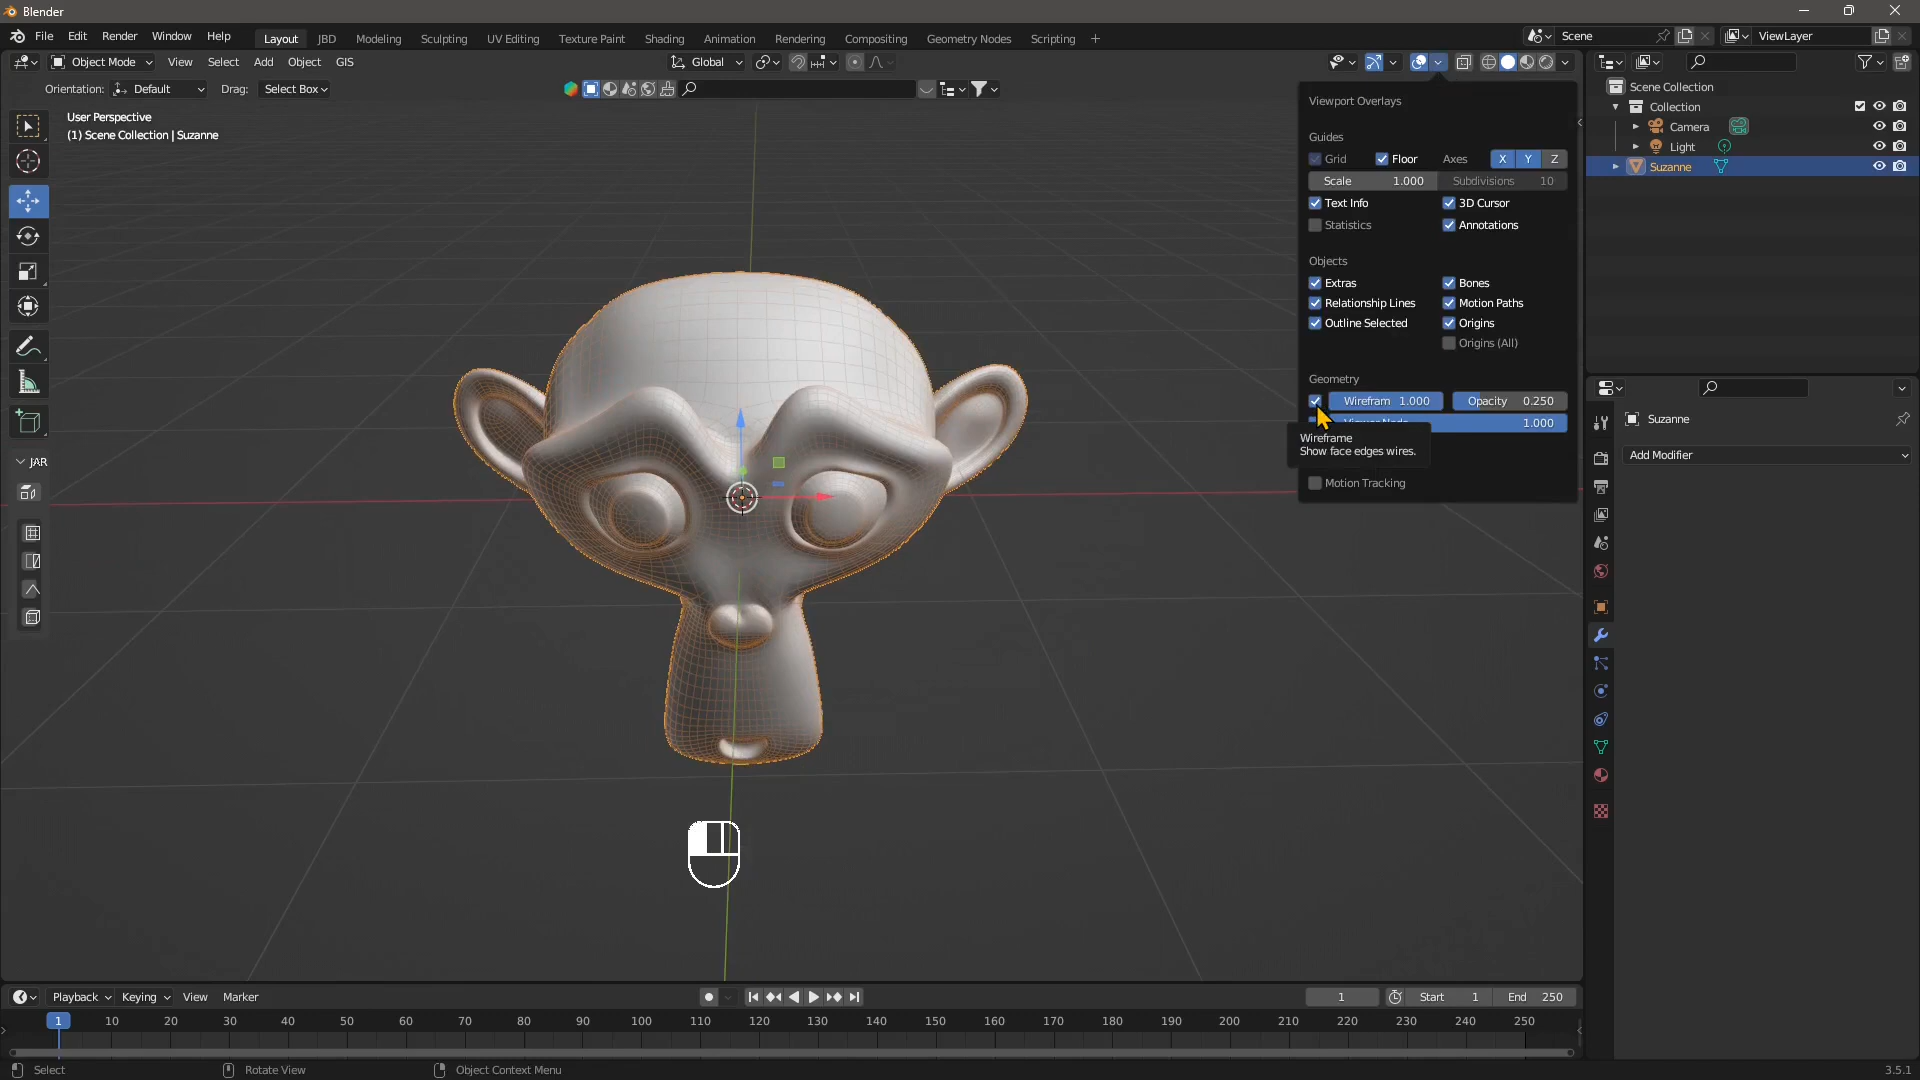 Blender
File Edit Render Window Help Layout JBD Modeling Sculpting UV Editing Texture Paint Shading Animation Rendering Compositing Geometry Nodes Scripting + Scene ViewLayer
Object Mode View Select Add Object GIS Global
Orientation: Default Drag: Select Box
User Perspective
(1) Scene Collection | Suzanne
JAR
Viewport Overlays
Guides
Grid Floor Axes X Y Z
Scale 1.000 Subdivisions 10
Text Info 3D Cursor
Statistics Annotations
Objects
Extras Bones
Relationship Lines Motion Paths
Outline Selected Origins
Origins (All)
Geometry
Wirefram 1.000 Opacity 0.250
1.000
Wireframe
Show face edges wires.
Motion Tracking
Scene Collection
Collection
Camera
Light
Suzanne
Suzanne
Add Modifier
Playback Keying View Marker 1 Start 1 End 250
1 10 20 30 40 50 60 70 80 90 100 110 120 130 140 150 160 170 180 190 200 210 220 230 240 250
Select Rotate View Object Context Menu 3.5.1